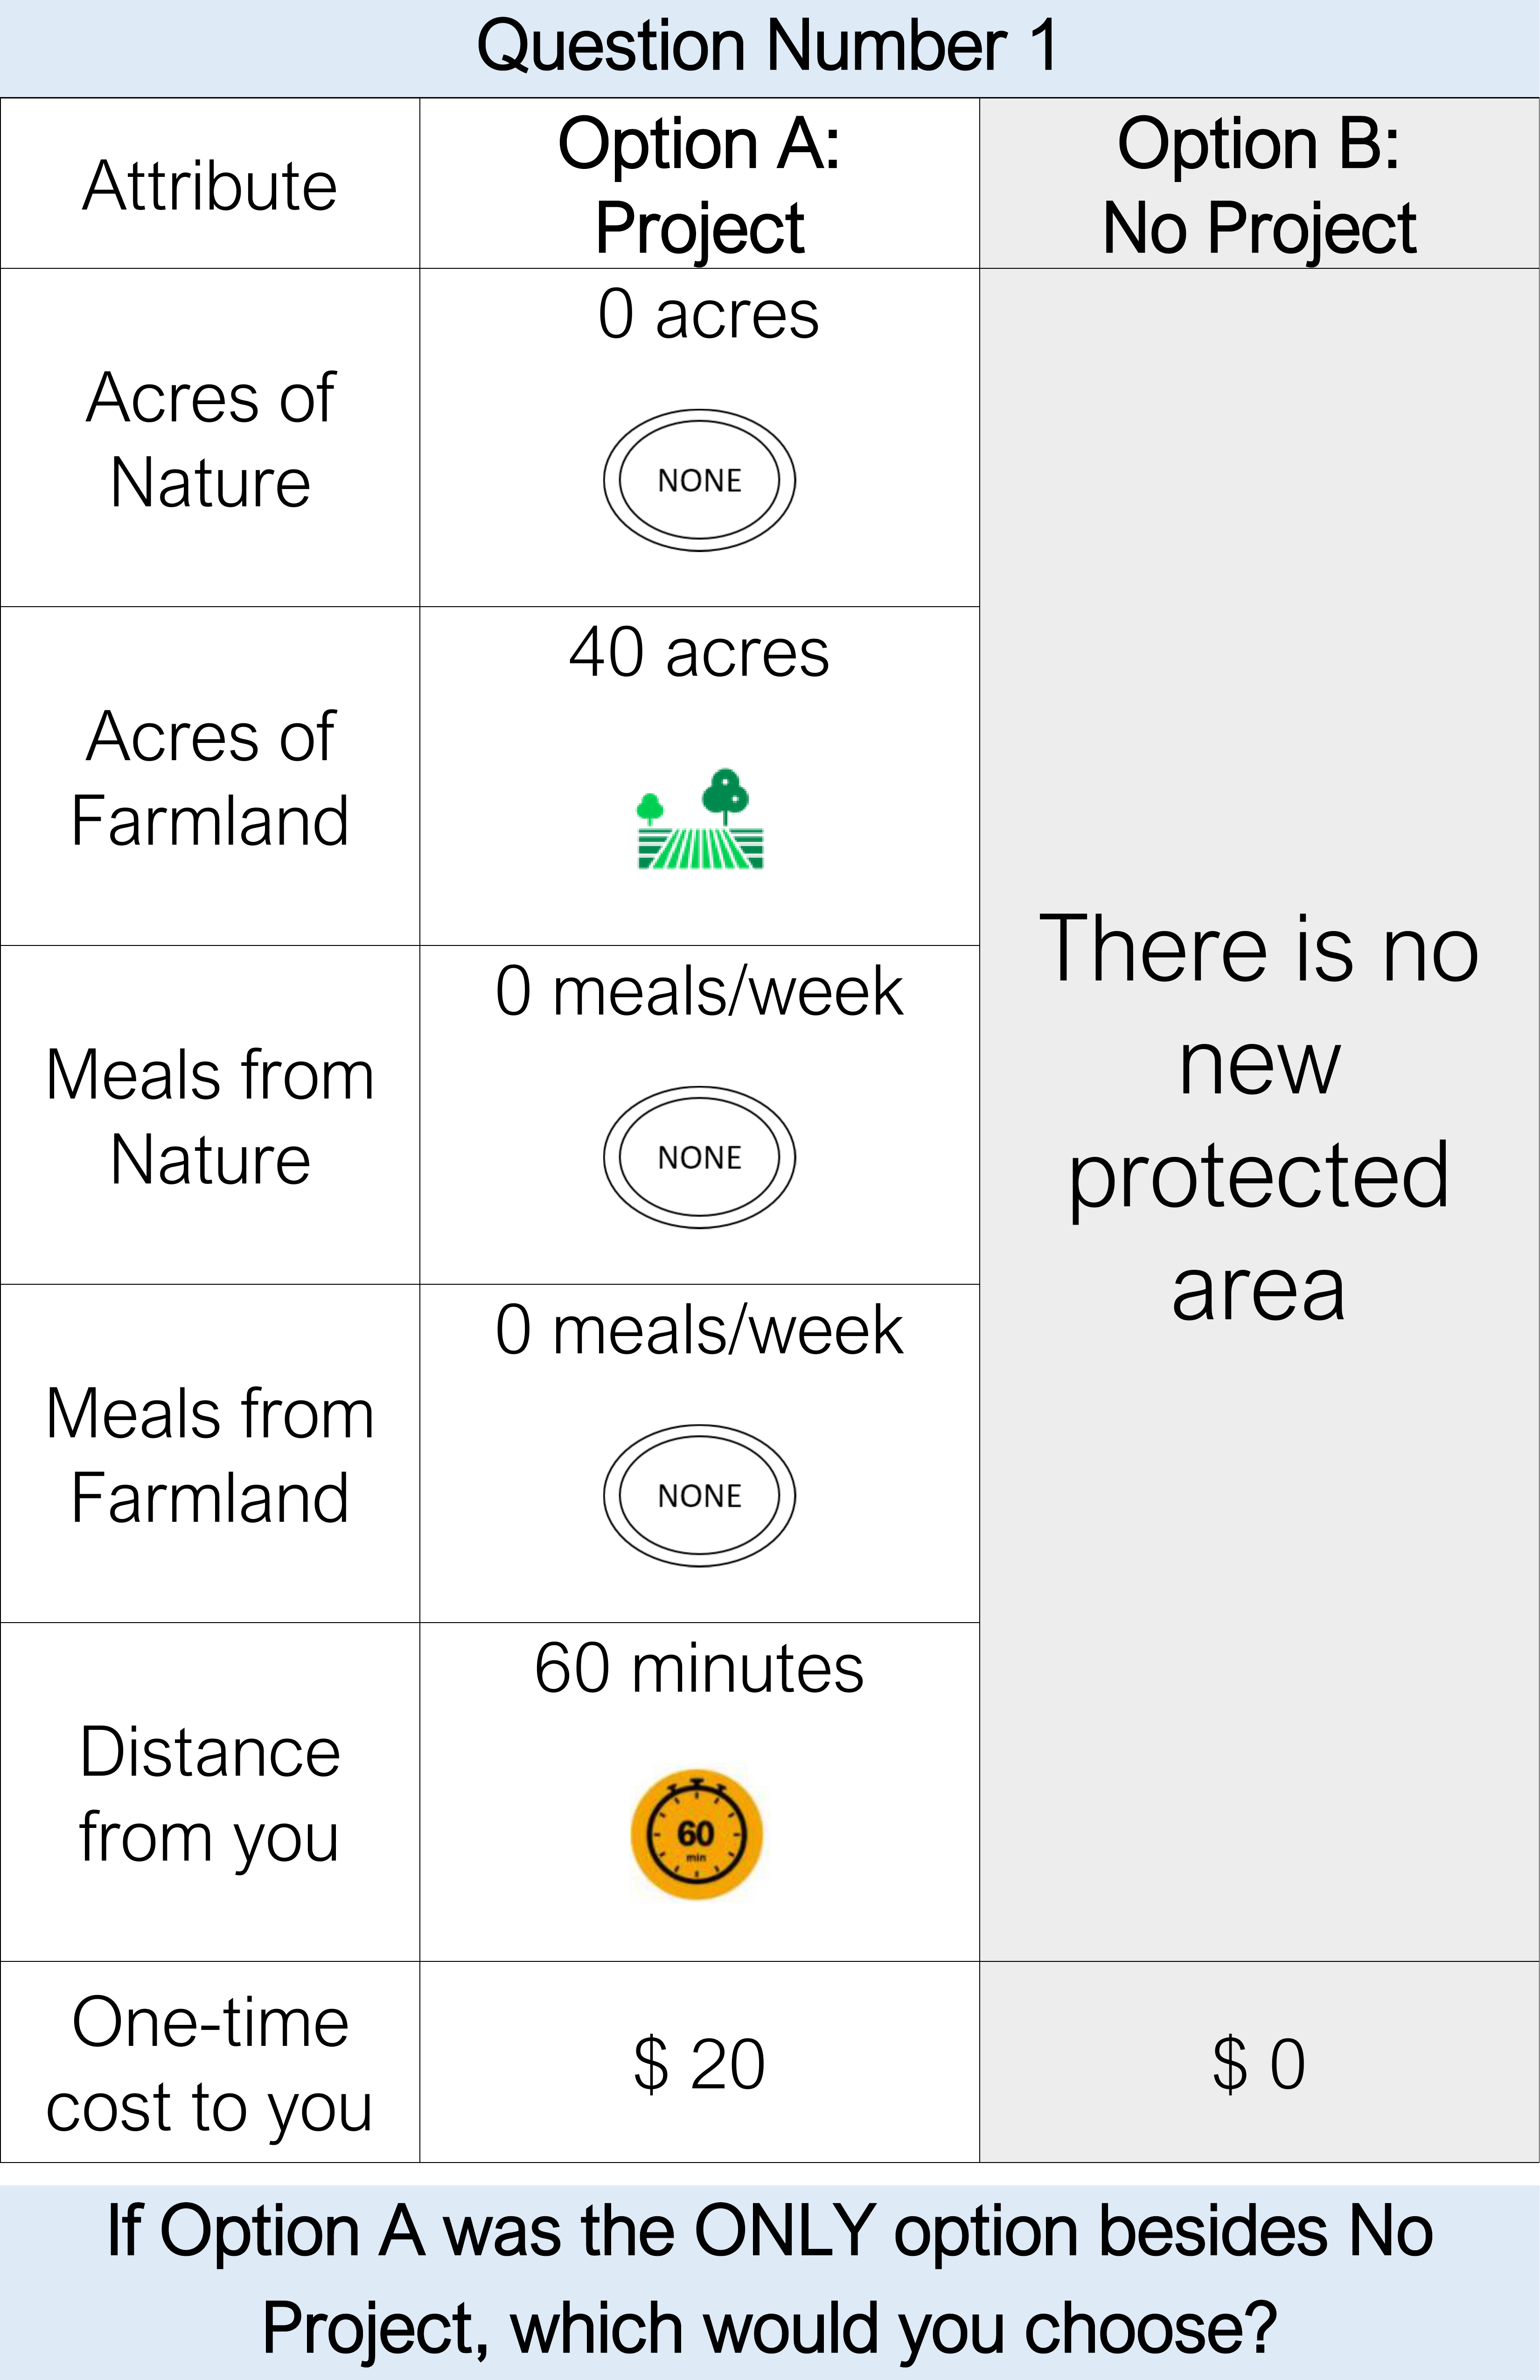 Question Number 1
Attribute
Option A:
Project
Option B:
No Project
Acres of
Nature
0 acres
NONE
Acres of
Farmland
40 acres
Meals from
Nature
0 meals/week
NONE
Meals from
Farmland
0 meals/week
NONE
Distance
from you
60 minutes
60
min
There is no
new
protected
area
One-time
cost to you
$ 20
$ 0
If Option A was the ONLY option besides No
Project, which would you choose?